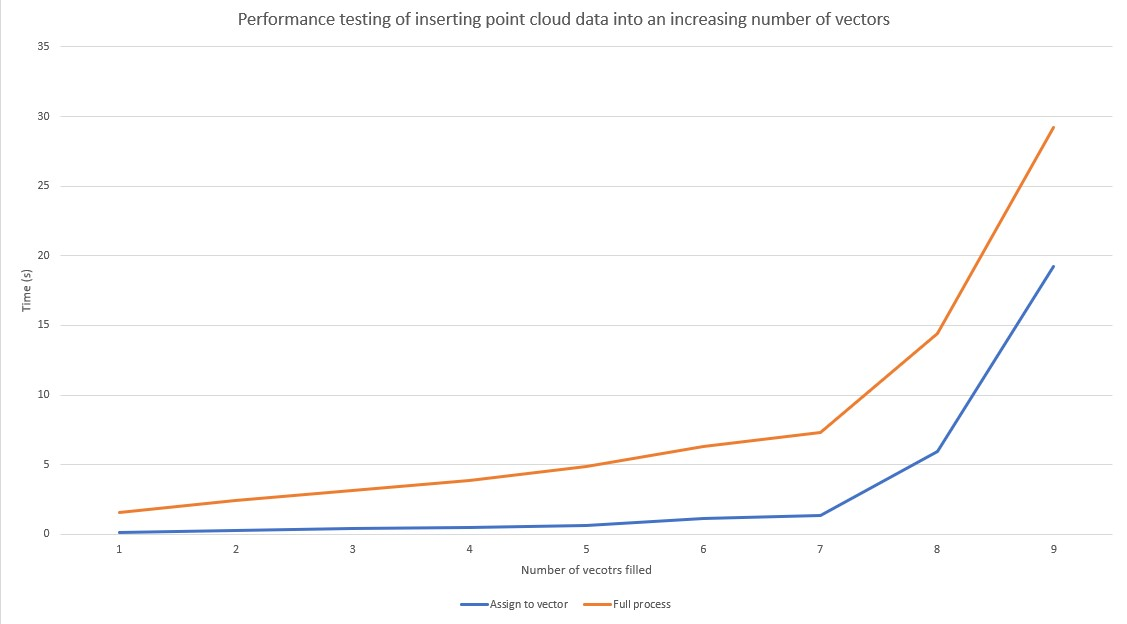 Performance testing of inserting point cloud data into an increasing number of vectors
35
30
25
20
15
10
5
0
Time (s)
1 2 3 4 5 6 7 8 9
Number of vecotrs filled
Assign to vector Full process